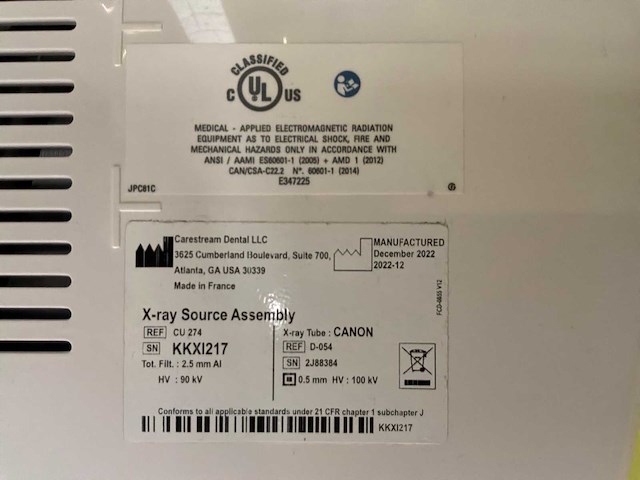 CLASSIFIED
C UL US
MEDICAL - APPLIED ELECTROMAGNETIC RADIATION
EQUIPMENT AS TO ELECTRICAL SHOCK, FIRE AND
MECHANICAL HAZARDS ONLY IN ACCORDANCE WITH
ANSI / AAMI ES60601-1 (2005) + AMD 1 (2012)
CAN/CSA-C22.2 N°. 60601-1 (2014)
E347225
JPC81C
Carestream Dental LLC
3625 Cumberland Boulevard, Suite 700,
Atlanta, GA USA 30339
Made in France
MANUFACTURED
December 2022
2022-12
X-ray Source Assembly
REF CU 274
SN KKXI217
Tot. Filt. : 2.5 mm Al
HV : 90 kV
X-ray Tube : CANON
REF D-054
SN 2J88384
0.5 mm HV : 100 kV
Conforms to all applicable standards under 21 CFR chapter 1 subchapter J
KKXI217